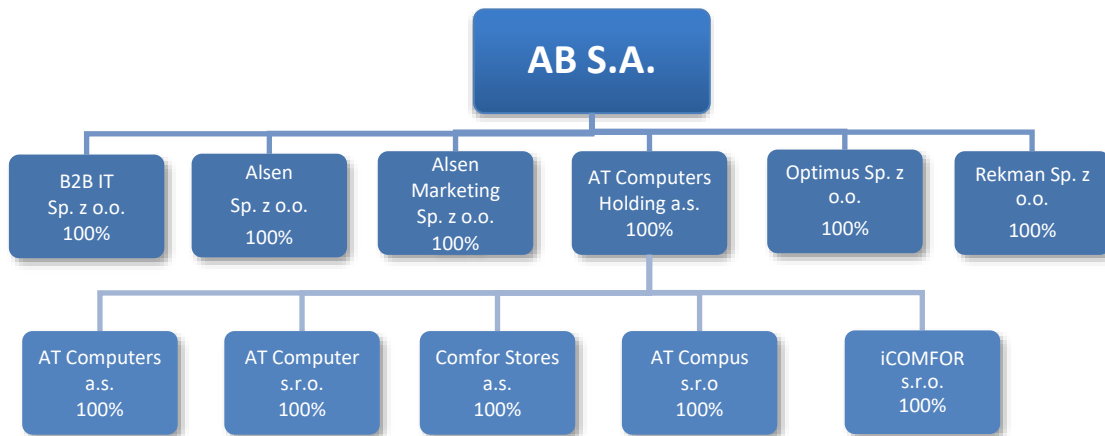 AB S.A.
B2B IT
Sp. z o.o.
100%
Alsen
Sp. z o.o.
100%
Alsen
Marketing
Sp. z o.o.
100%
AT Computers
Holding a.s.
100%
Optimus Sp. z
o.o.
100%
Rekman Sp. z
o.o.
100%
AT Computers
a.s.
100%
AT Computer
s.r.o.
100%
Comfor Stores
a.s.
100%
AT Compus
s.r.o
100%
iCOMFOR
s.r.o.
100%